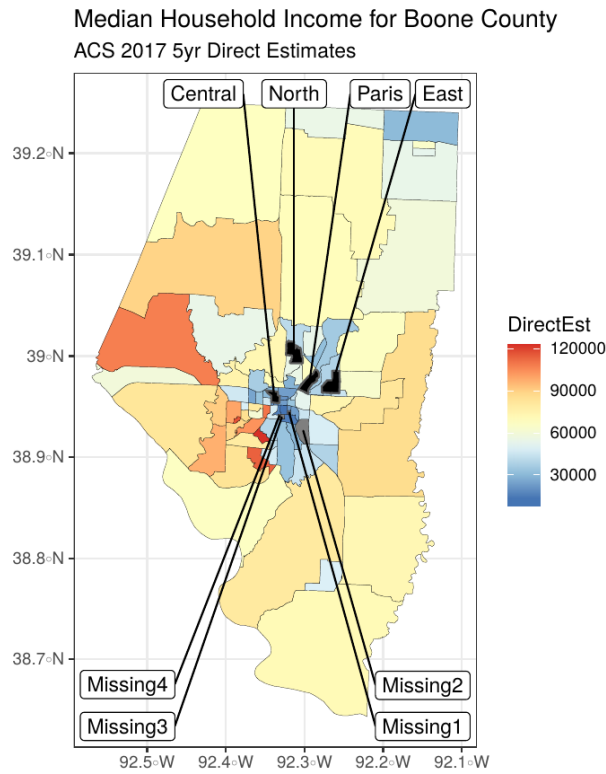 Median Household Income for Boone County
ACS 2017 5yr Direct Estimates
Central North Paris East
39.2◦N
39.1◦N
39◦N
38.9◦N
38.8◦N
38.7◦N
DirectEst
120000
90000
60000
30000
Missing4 Missing2
Missing3 Missing1
92.5◦W 92.4◦W 92.3◦W 92.2◦W 92.1◦W